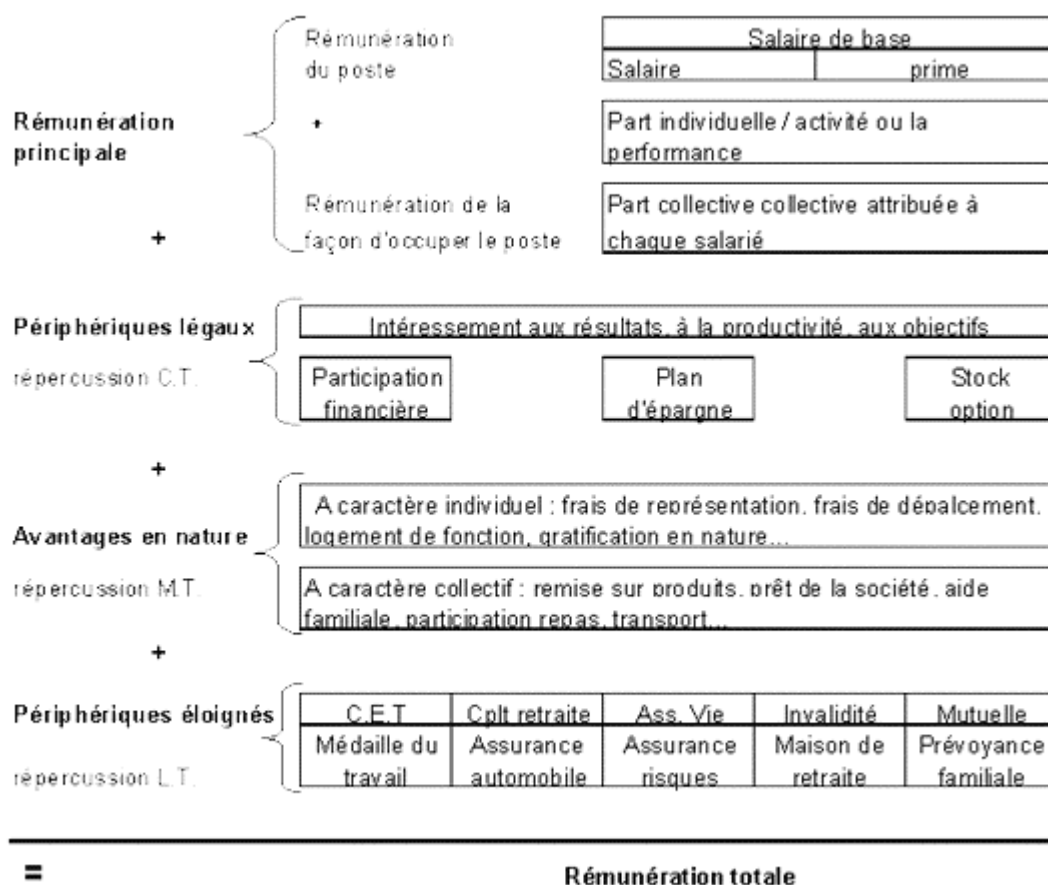 Rémunération
du poste
Salaire de base
Salaire prime
Rémunération
principale
+
Part individuelle / activité ou la
performance
Rémunération de la
façon d'occuper le poste
Part collective collective attribuée à
chaque salarié
+
Périphériques légaux
répercussion C.T.
Intéressement aux résultats, à la productivité, aux objectifs
Participation
financière
Plan
d'épargne
Stock
option
+
Avantages en nature
répercussion M.T.
A caractère individuel : frais de représentation, frais de dépalcement,
logement de fonction, gratification en nature...
A caractère collectif : remise sur produits, prêt de la société, aide
familiale, participation repas, transport...
+
Périphériques éloignés
répercussion L.T.
C.E.T Cplt retraite Ass. Vie Invalidité Mutuelle
Médaille du
travail
Assurance
automobile
Assurance
risques
Maison de
retraite
Prévoyance
familiale
= Rémunération totale